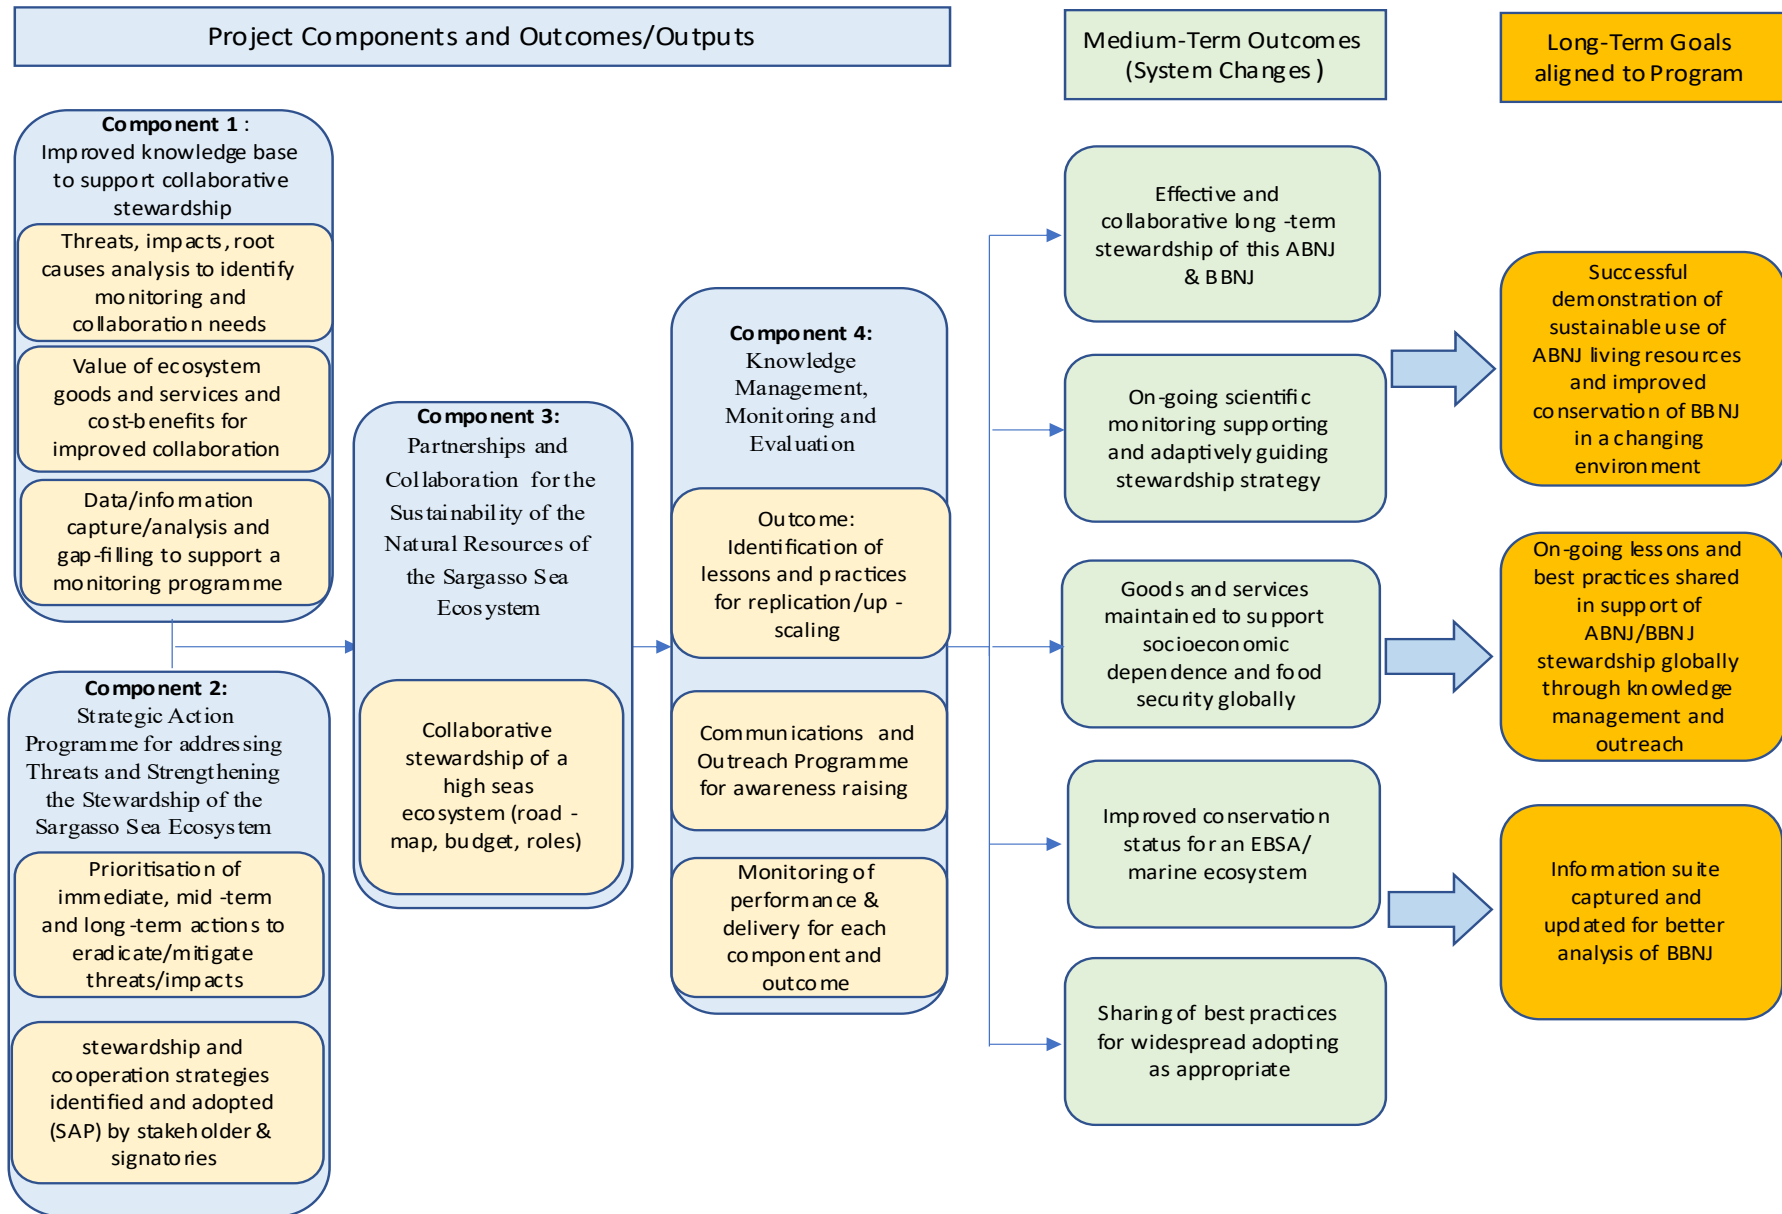 Project Components and Outcomes/Outputs
Medium-Term Outcomes
(System Changes )
Long-Term Goals
aligned to Program
Component 1 :
Improved knowledge base
to support collaborative
stewardship
Threats, impacts, root
causes analysis to identify
monitoring and
collaboration needs
Value of ecosystem
goods and services and
cost-benefits for
improved collaboration
Data/information
capture/analysis and
gap-filling to support a
monitoring programme
Component 2:
Strategic Action
Programme for addressing
Threats and Strengthening
the Stewardship of the
Sargasso Sea Ecosystem
Prioritisation of
immediate, mid -term
and long-term actions to
eradicate/mitigate
threats/impacts
stewardship and
cooperation strategies
identified and adopted
(SAP) by stakeholder &
signatories
Component 3:
Partnerships and
Collaboration for the
Sustainability of the
Natural Resources of
the Sargasso Sea
Ecosystem
Collaborative
stewardship of a
high seas
ecosystem (road -
map, budget, roles)
Component 4:
Knowledge
Management,
Monitoring and
Evaluation
Outcome:
Identification of
lessons and practices
for replication/up -
scaling
Communications and
Outreach Programme
for awareness raising
Monitoring of
performance &
delivery for each
component and
outcome
Effective and
collaborative long -term
stewardship of this ABNJ
& BBNJ
On-going scientific
monitoring supporting
and adaptively guiding
stewardship strategy
Goods and services
maintained to support
socioeconomic
dependence and food
security globally
Improved conservation
status for an EBSA/
marine ecosystem
Sharing of best practices
for widespread adopting
as appropriate
Successful
demonstration of
sustainable use of
ABNJ living resources
and improved
conservation of BBNJ
in a changing
environment
On-going lessons and
best practices shared
in support of
ABNJ/BBNJ
stewardship globally
through knowledge
management and
outreach
Information suite
captured and
updated for better
analysis of BBNJ